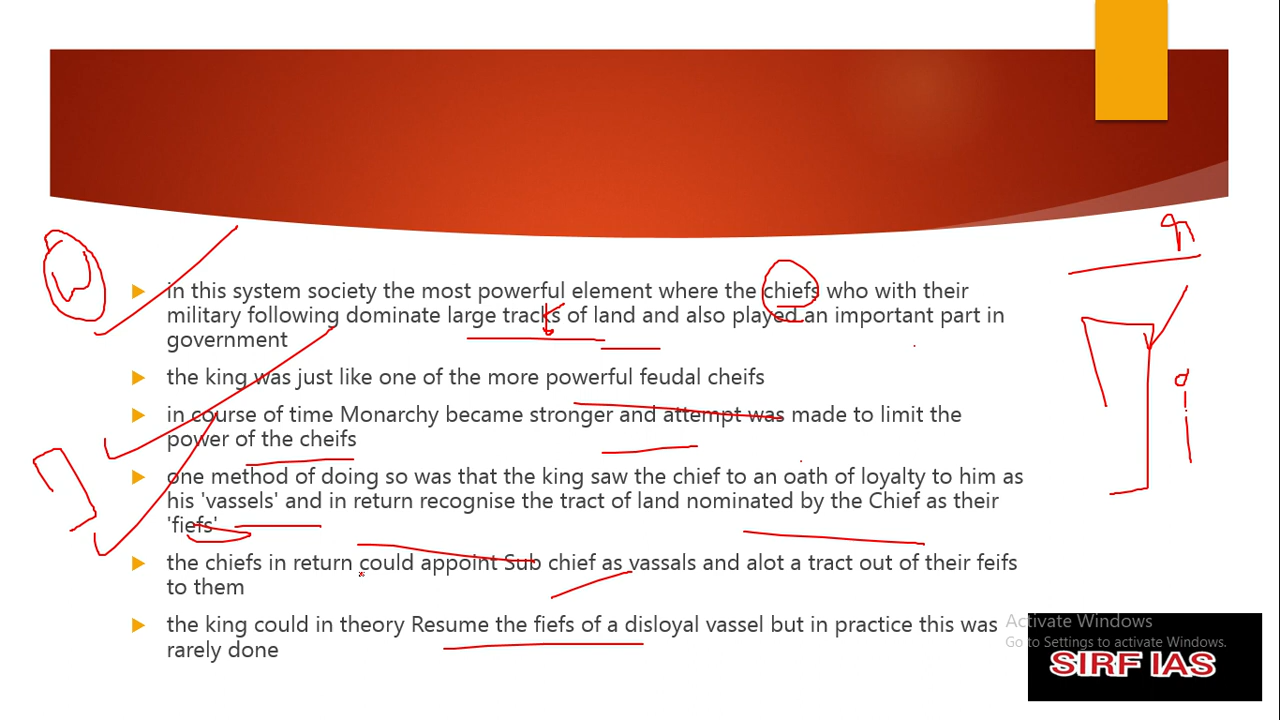 in this system society the most powerful element where the chiefs who with their
military following dominate large tracks of land and also played an important part in
government
the king was just like one of the more powerful feudal cheifs
in course of time Monarchy became stronger and attempt was made to limit the
power of the cheifs
one method of doing so was that the king saw the chief to an oath of loyalty to him as
his 'vassels' and in return recognise the tract of land nominated by the Chief as their
'fiefs'
the chiefs in return could appoint Sub chief as vassals and alot a tract out of their feifs
to them
the king could in theory Resume the fiefs of a disloyal vassel but in practice this was
rarely done
Activate Windows
Go to Settings to activate Windows.
SIRF IAS